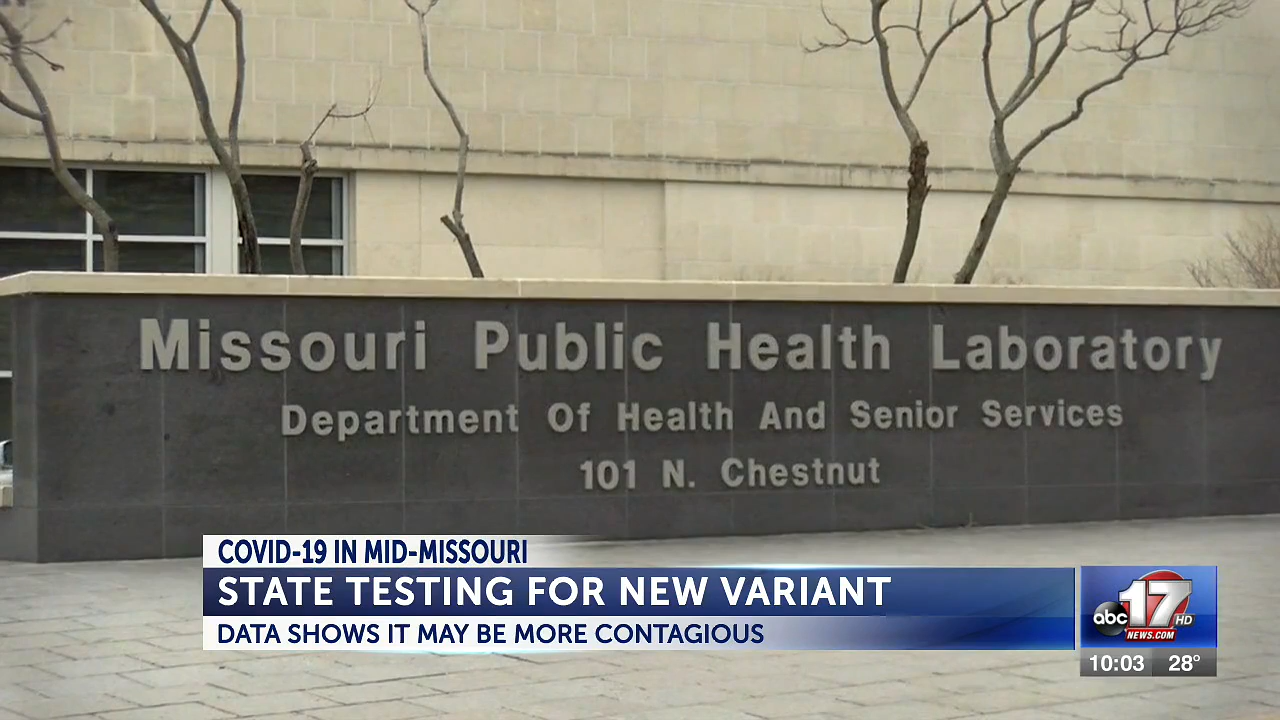 Missouri Public Health Laboratory
Department Of Health And Senior Services
101 N. Chestnut
COVID-19 IN MID-MISSOURI
STATE TESTING FOR NEW VARIANT
DATA SHOWS IT MAY BE MORE CONTAGIOUS
abc 17 HD
NEWS.COM
10:03 28°